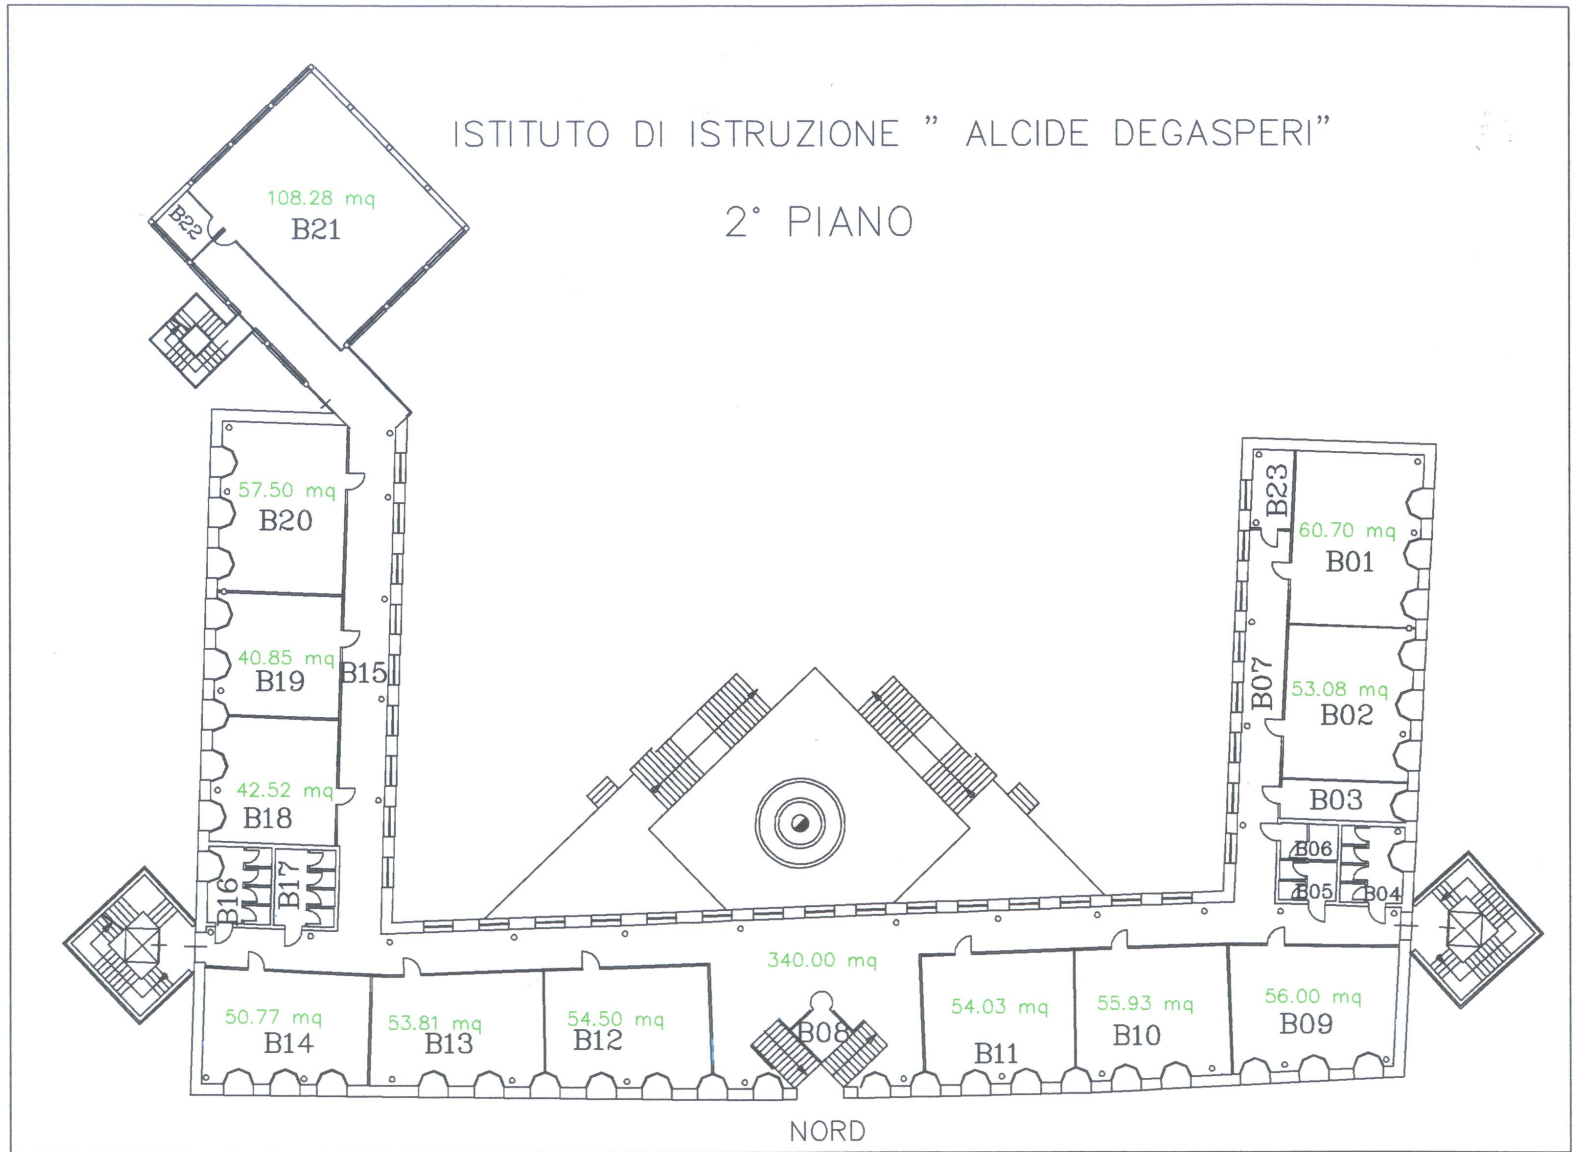 ISTITUTO DI ISTRUZIONE " ALCIDE DEGASPERI"
2° PIANO
108.28 mq
B21
B22
57.50 mq
B20
40.85 mq
B19
B15
42.52 mq
B18
B16
B17
B23
60.70 mq
B01
B07
53.08 mq
B02
B03
B06
B05
B04
340.00 mq
50.77 mq
B14
53.81 mq
B13
54.50 mq
B12
B08
54.03 mq
B11
55.93 mq
B10
56.00 mq
B09
NORD